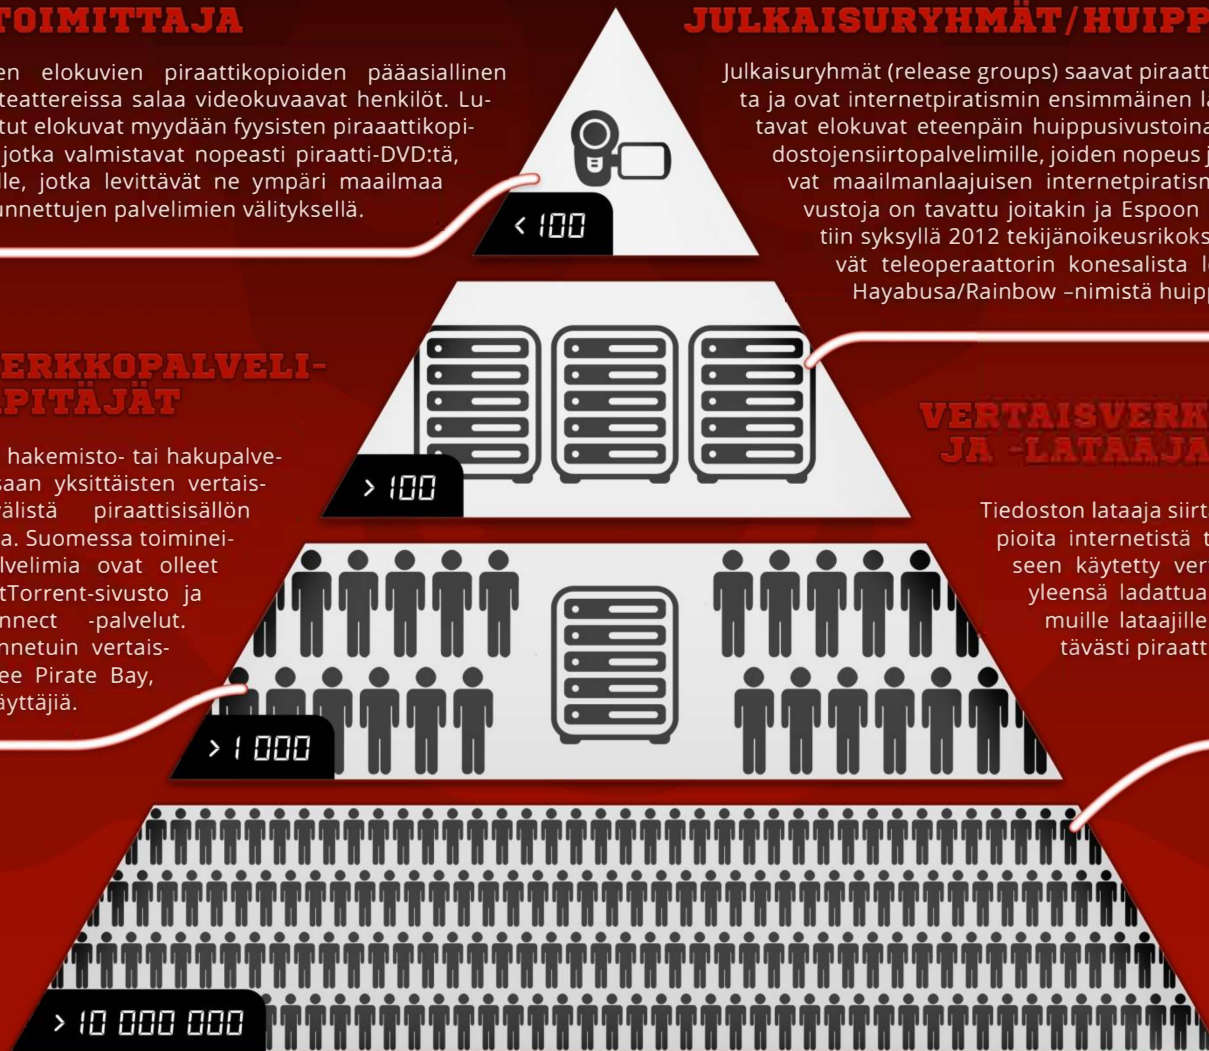 TOIMITTAJA
en elokuvien piraattikopioiden pääasiallinen
teattereissa salaa videokuvaavat henkilöt. Lu-
tut elokuvat myydään fyysisten piraaattikopi-
jotka valmistavat nopeasti piraatti-DVD:tä,
lle, jotka levittävät ne ympäri maailmaa
unnettujen palvelimien välityksellä.
JULKAISURYHMÄT/HUIPP
Julkaisuryhmät (release groups) saavat piraatt
ta ja ovat internetpiratismin ensimmäinen l
tavat elokuvat eteenpäin huippusivustoina
dostojensiirtopalvelimille, joiden nopeus j
vat maailmanlaajuisen internetpiratism
vustoja on tavattu joitakin ja Espoon
tiin syksyllä 2012 tekijänoikeusrikoks
vät teleoperaattorin konesalista l
Hayabusa/Rainbow –nimistä huipp
< 100
ERKKOPALVELI-
PITÄJÄT
hakemisto- tai hakupalve-
saan yksittäisten vertais-
välistä piraattisisällön
a. Suomessa toiminei-
lvelimia ovat olleet
tTorrent-sivusto ja
nnect -palvelut.
nnetuin vertais-
ee Pirate Bay,
äyttäjiä.
> 100
VERTAISVERK
JA -LATAAJA
Tiedoston lataaja siirt
pioita internetistä t
seen käytetty ver
yleensä ladattua
muille lataajille
tävästi piraatt
> 1 000
> 10 000 000